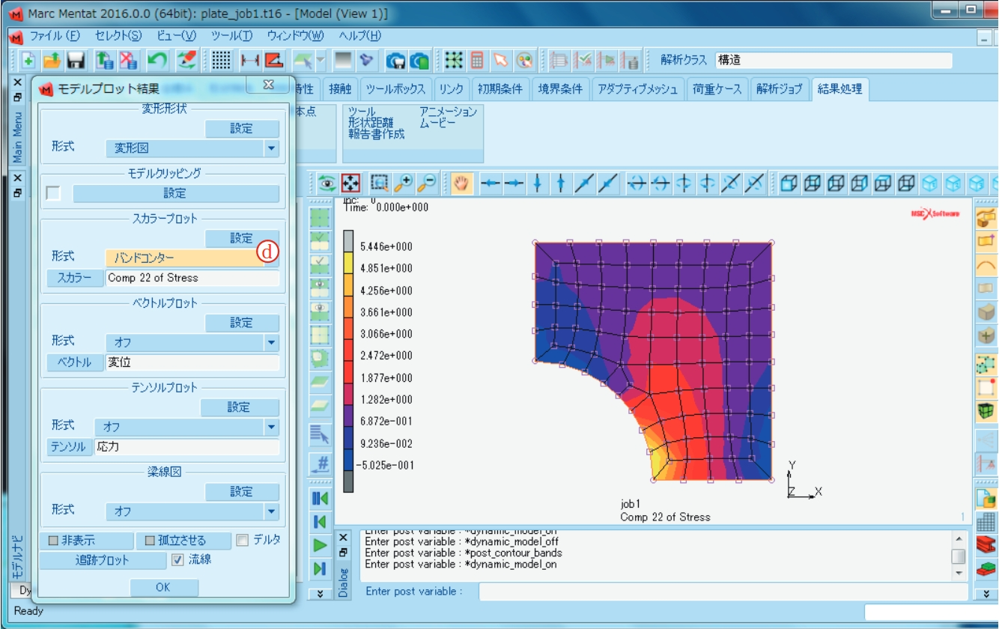 Marc Mentat 2016.0.0 (64bit): plate_job1.t16 - [Model (View 1)]
ファイル (F) セレクト(S) ビュー(V) ツール(T) ウィンドウ(W) ヘルプ(H)
解析クラス 構造
特性 接触 ツールボックス リンク 初期条件 境界条件 アダプティブメッシュ 荷重ケース 解析ジョブ 結果処理
本点
ツール
形状距離
報告書作成
アニメーション
ムービー
Main Menu
モデルナビ
モデルプロット結果
変形形状
設定
形式 変形図
モデルクリッピング
設定
スカラープロット
設定
形式 バンドコンター
d
スカラー Comp 22 of Stress
ベクトルプロット
設定
形式 オフ
ベクトル 変位
テンソルプロット
設定
形式 オフ
テンソル 応力
梁線図
設定
形式 オフ
非表示 孤立させる デルタ
追跡プロット 流線
OK
Dy
Ready
Inc: 0
Time: 0.000e+000
MSC Software
5.446e+000
4.851e+000
4.256e+000
3.661e+000
3.066e+000
2.472e+000
1.877e+000
1.282e+000
6.872e-001
9.236e-002
-5.025e-001
Y
Z X
job1
Comp 22 of Stress
1
Dialog
Enter post variable : *dynamic_model_on
Enter post variable : *dynamic_model_off
Enter post variable : *post_contour_bands
Enter post variable : *dynamic_model_on
Enter post variable :